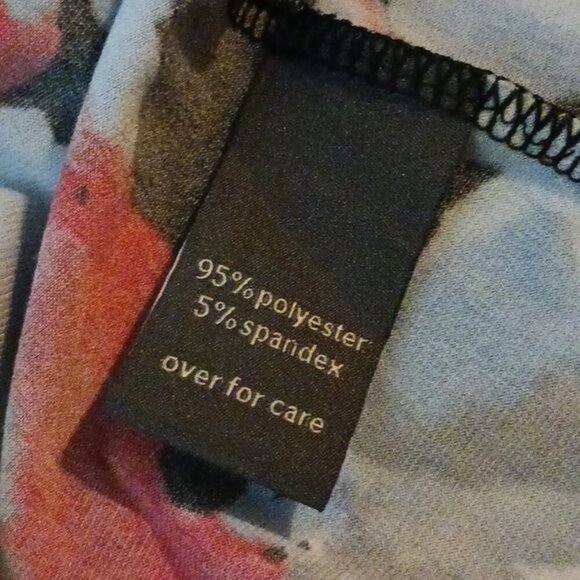 95% polyester
5% spandex
over for care